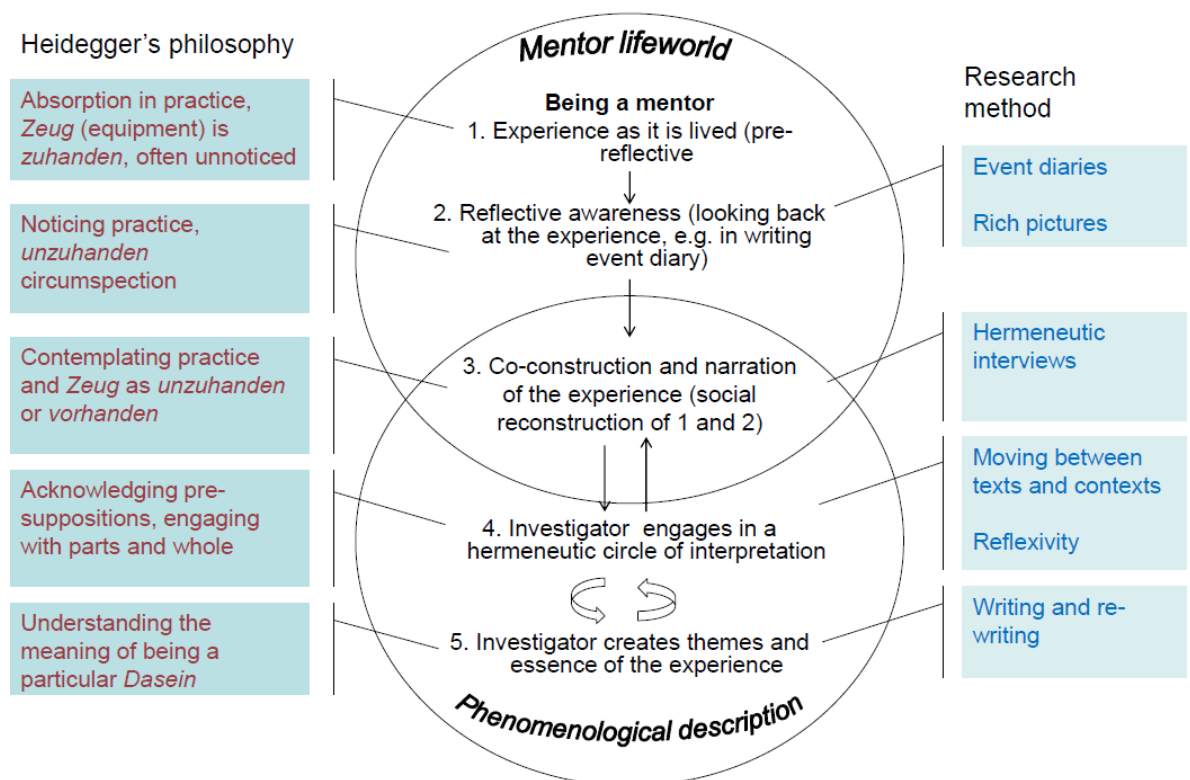 Heidegger's philosophy
Absorption in practice,
Zeug (equipment) is
zuhanden, often unnoticed
Noticing practice,
unzuhanden
circumspection
Contemplating practice
and Zeug as unzuhanden
or vorhanden
Acknowledging pre-
suppositions, engaging
with parts and whole
Understanding the
meaning of being a
particular Dasein
Mentor lifeworld
Being a mentor
1. Experience as it is lived (pre-
reflective
2. Reflective awareness (looking back
at the experience, e.g. in writing
event diary)
3. Co-construction and narration
of the experience (social
reconstruction of 1 and 2)
4. Investigator engages in a
hermeneutic circle of interpretation
5. Investigator creates themes and
essence of the experience
Phenomenological description
Research
method
Event diaries
Rich pictures
Hermeneutic
interviews
Moving between
texts and contexts
Reflexivity
Writing and re-
writing